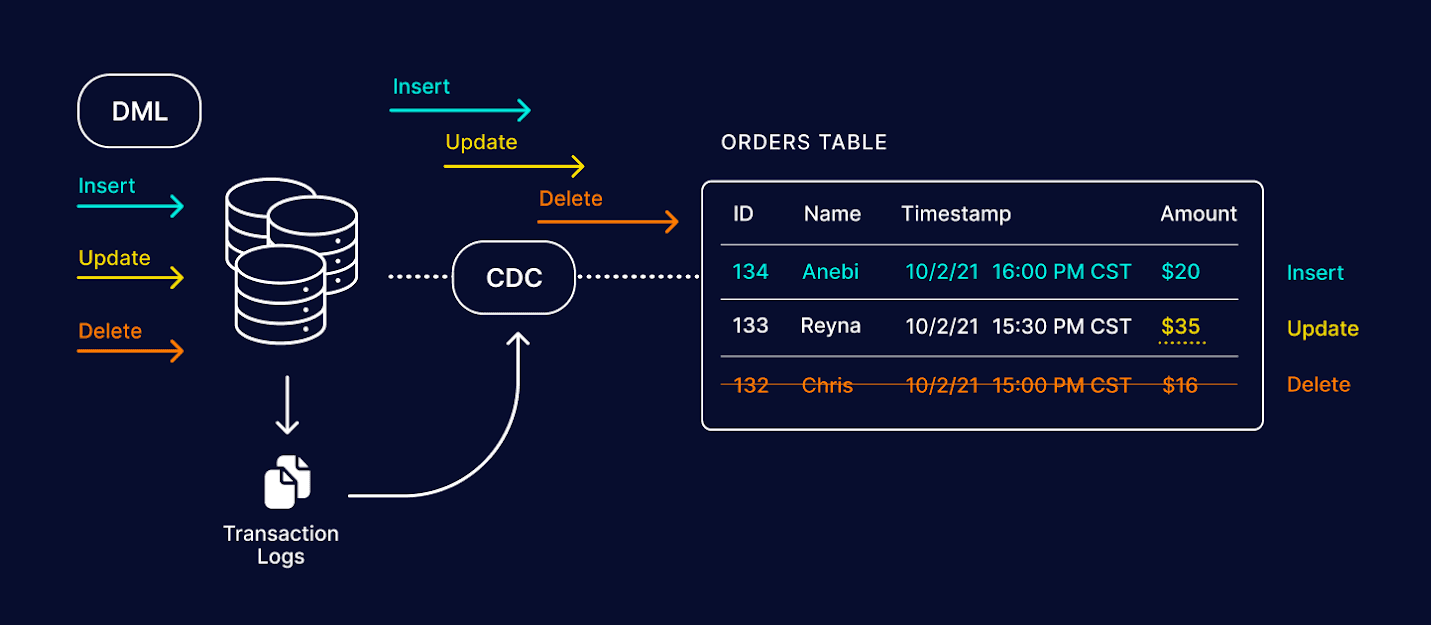 DML
Insert
Update
Delete
Insert
Update
Delete
CDC
Transaction
Logs
ORDERS TABLE
ID Name Timestamp Amount
134 Anebi 10/2/21 16:00 PM CST $20 Insert
133 Reyna 10/2/21 15:30 PM CST $35 Update
132 Chris 10/2/21 15:00 PM CST $16 Delete